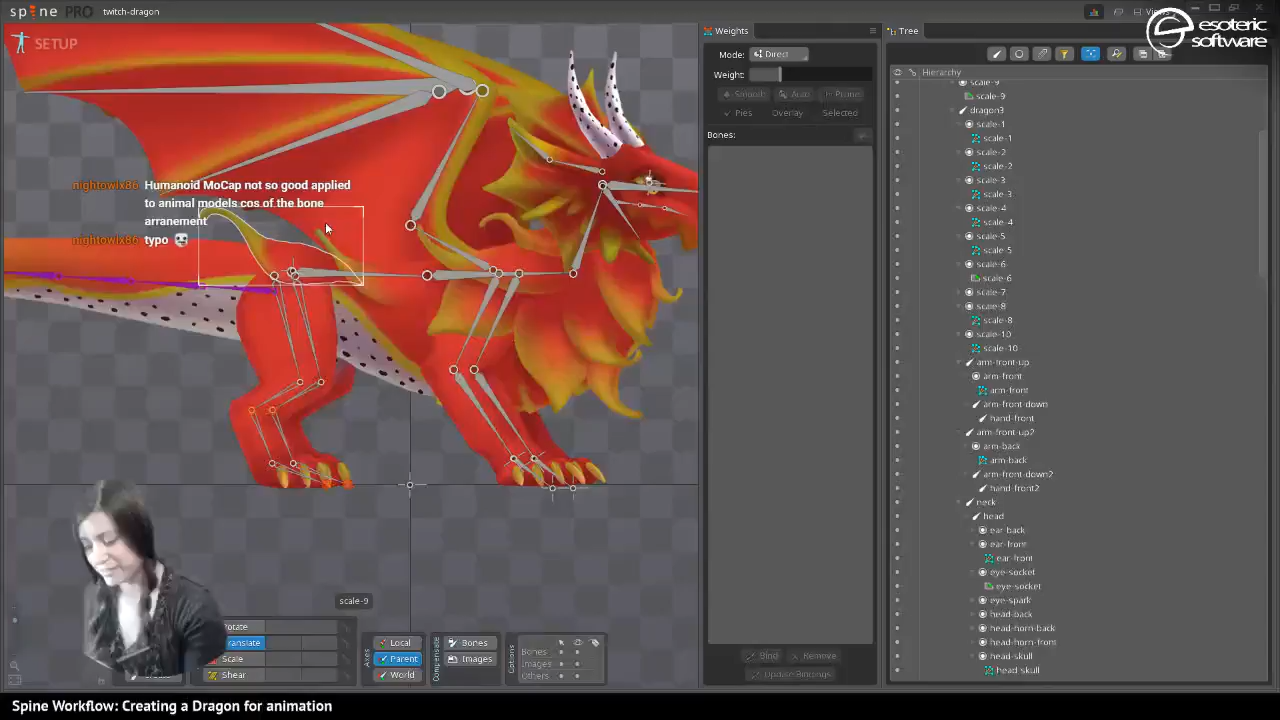 spine PRO
twitch-dragon
Views
SETUP
nightowlx86 Humanoid MoCap not so good applied
to animal models cos of the bone
arranement
nightowlx86 typo
scale-9
Rotate
Translate
Scale
Shear
Axes
Local
Parent
World
Compensate
Bones
Images
Options
Bones:
Images:
Others:
Weights
Mode:
Direct
Weight:
Smooth
Auto
Prune
Pies
Overlay
Selected
Bones:
Bind
Remove
Update Bindings
Tree
esoteric
software
Hierarchy
scale-9
scale-9
dragon3
scale-1
scale-1
scale-2
scale-2
scale-3
scale-3
scale-4
scale-4
scale-5
scale-5
scale-6
scale-6
scale-7
scale-8
scale-8
scale-10
scale-10
arm-front-up
arm-front
arm-front
arm-front-down
hand-front
arm-front-up2
arm-back
arm-back
arm-front-down2
hand-front2
neck
head
ear-back
ear-front
ear-front
eye-socket
eye-socket
eye-spark
head-back
head-horn-back
head-horn-front
head-skull
head-skull
Spine Workflow: Creating a Dragon for animation